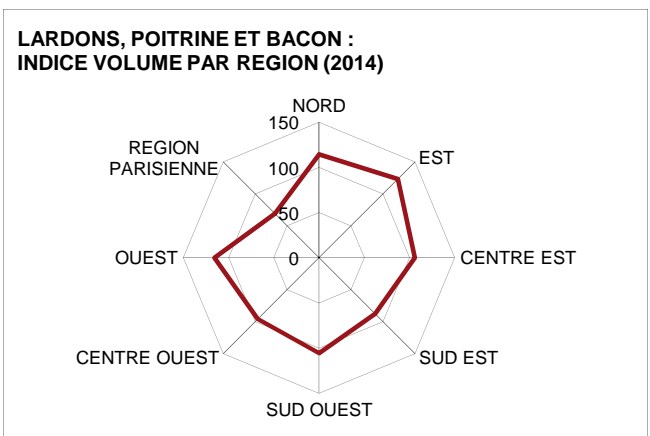 LARDONS, POITRINE ET BACON :
INDICE VOLUME PAR REGION (2014)
NORD
150
REGION
PARISIENNE
EST
100
50
OUEST
0
CENTRE EST
CENTRE OUEST
SUD EST
SUD OUEST